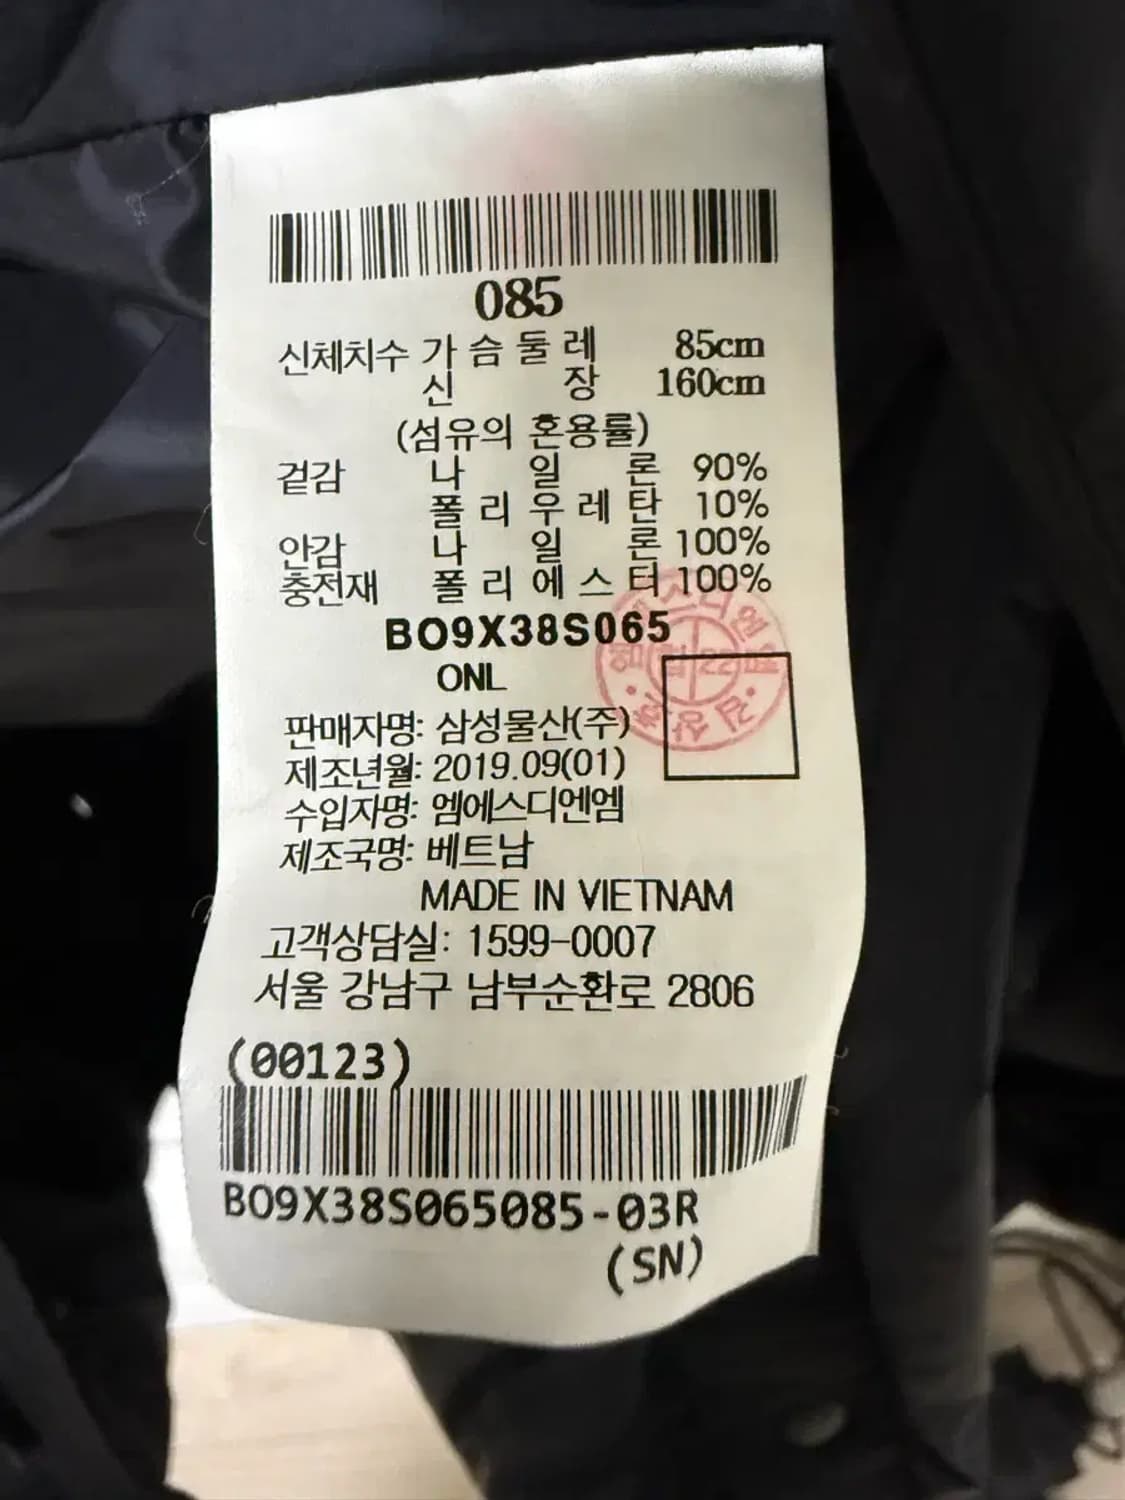 085
신체치수 가슴둘레 85cm
신장 160cm
(섬유의 혼용률)
겉감 나일론 90%
폴리우레탄 10%
안감 나일론 100%
충전재 폴리에스터 100%
BO9X38S065
ONL
판매자명: 삼성물산(주)
제조년월: 2019.09(01)
수입자명: 엠에스디엔엠
제조국명: 베트남
MADE IN VIETNAM
고객상담실: 1599-0007
서울 강남구 남부순환로 2806
(00123)
BO9X38S065085-03R
(SN)